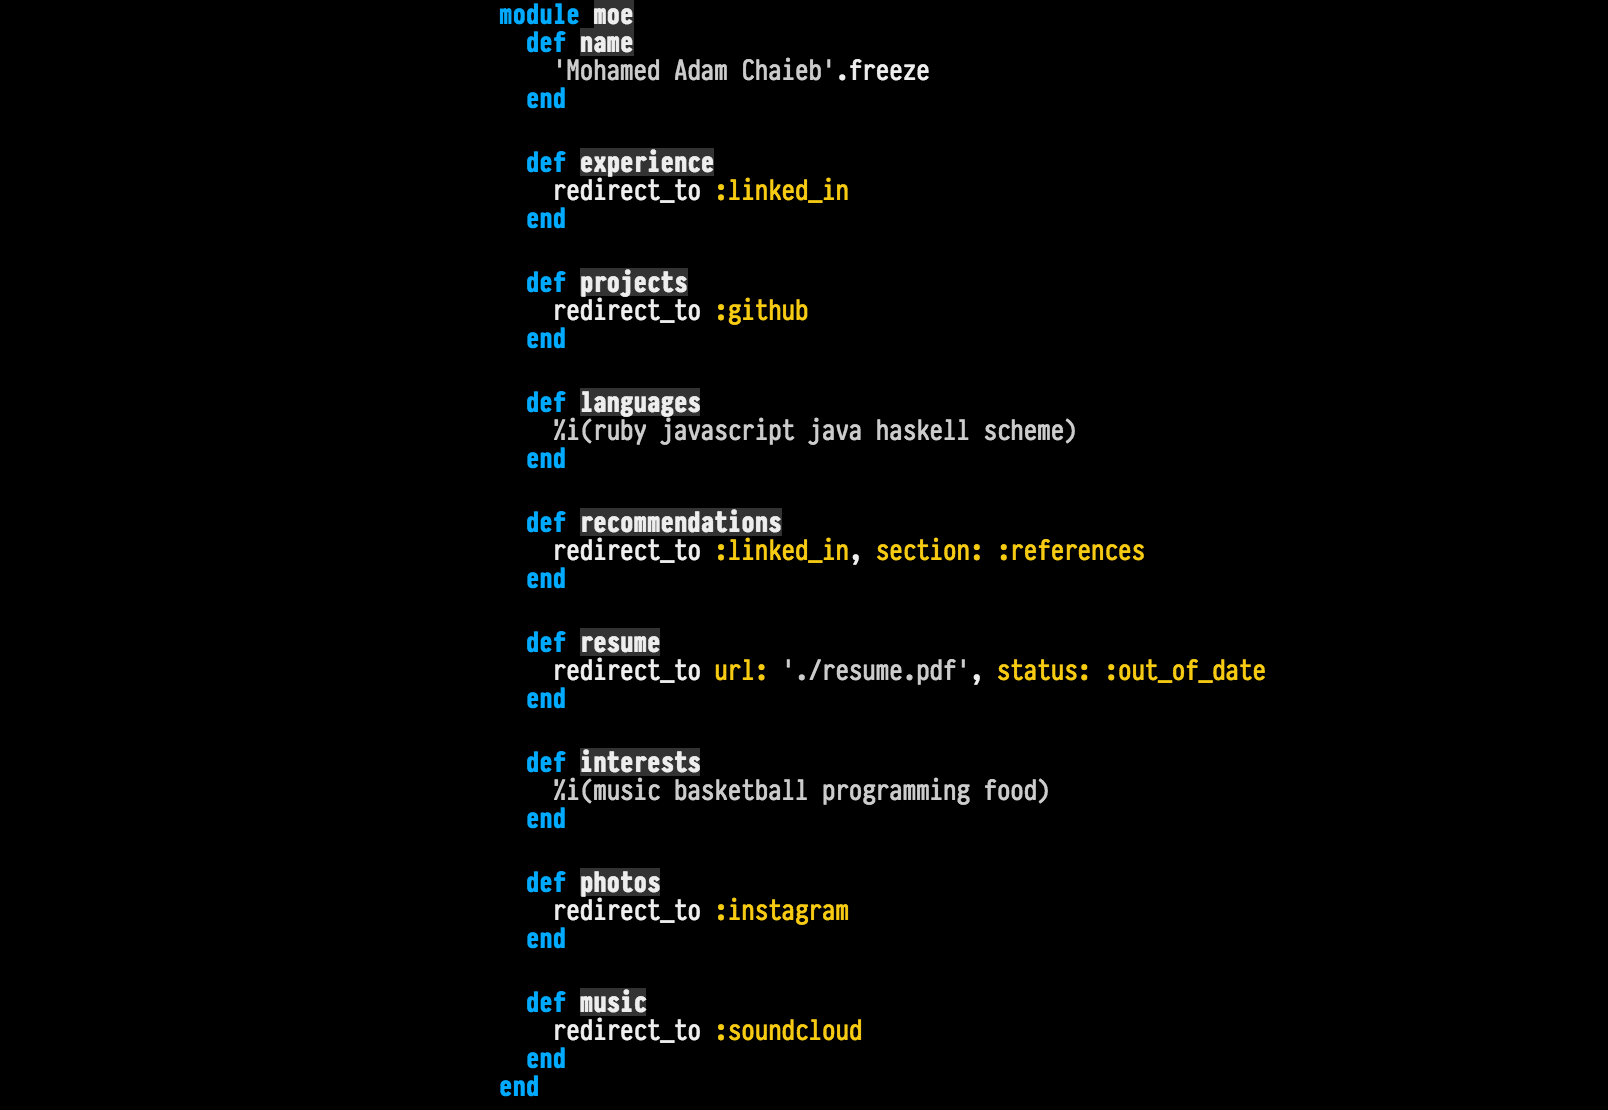 module moe
  def name
    'Mohamed Adam Chaieb'.freeze
  end

  def experience
    redirect_to :linked_in
  end

  def projects
    redirect_to :github
  end

  def languages
    %i(ruby javascript java haskell scheme)
  end

  def recommendations
    redirect_to :linked_in, section: :references
  end

  def resume
    redirect_to url: './resume.pdf', status: :out_of_date
  end

  def interests
    %i(music basketball programming food)
  end

  def photos
    redirect_to :instagram
  end

  def music
    redirect_to :soundcloud
  end
end